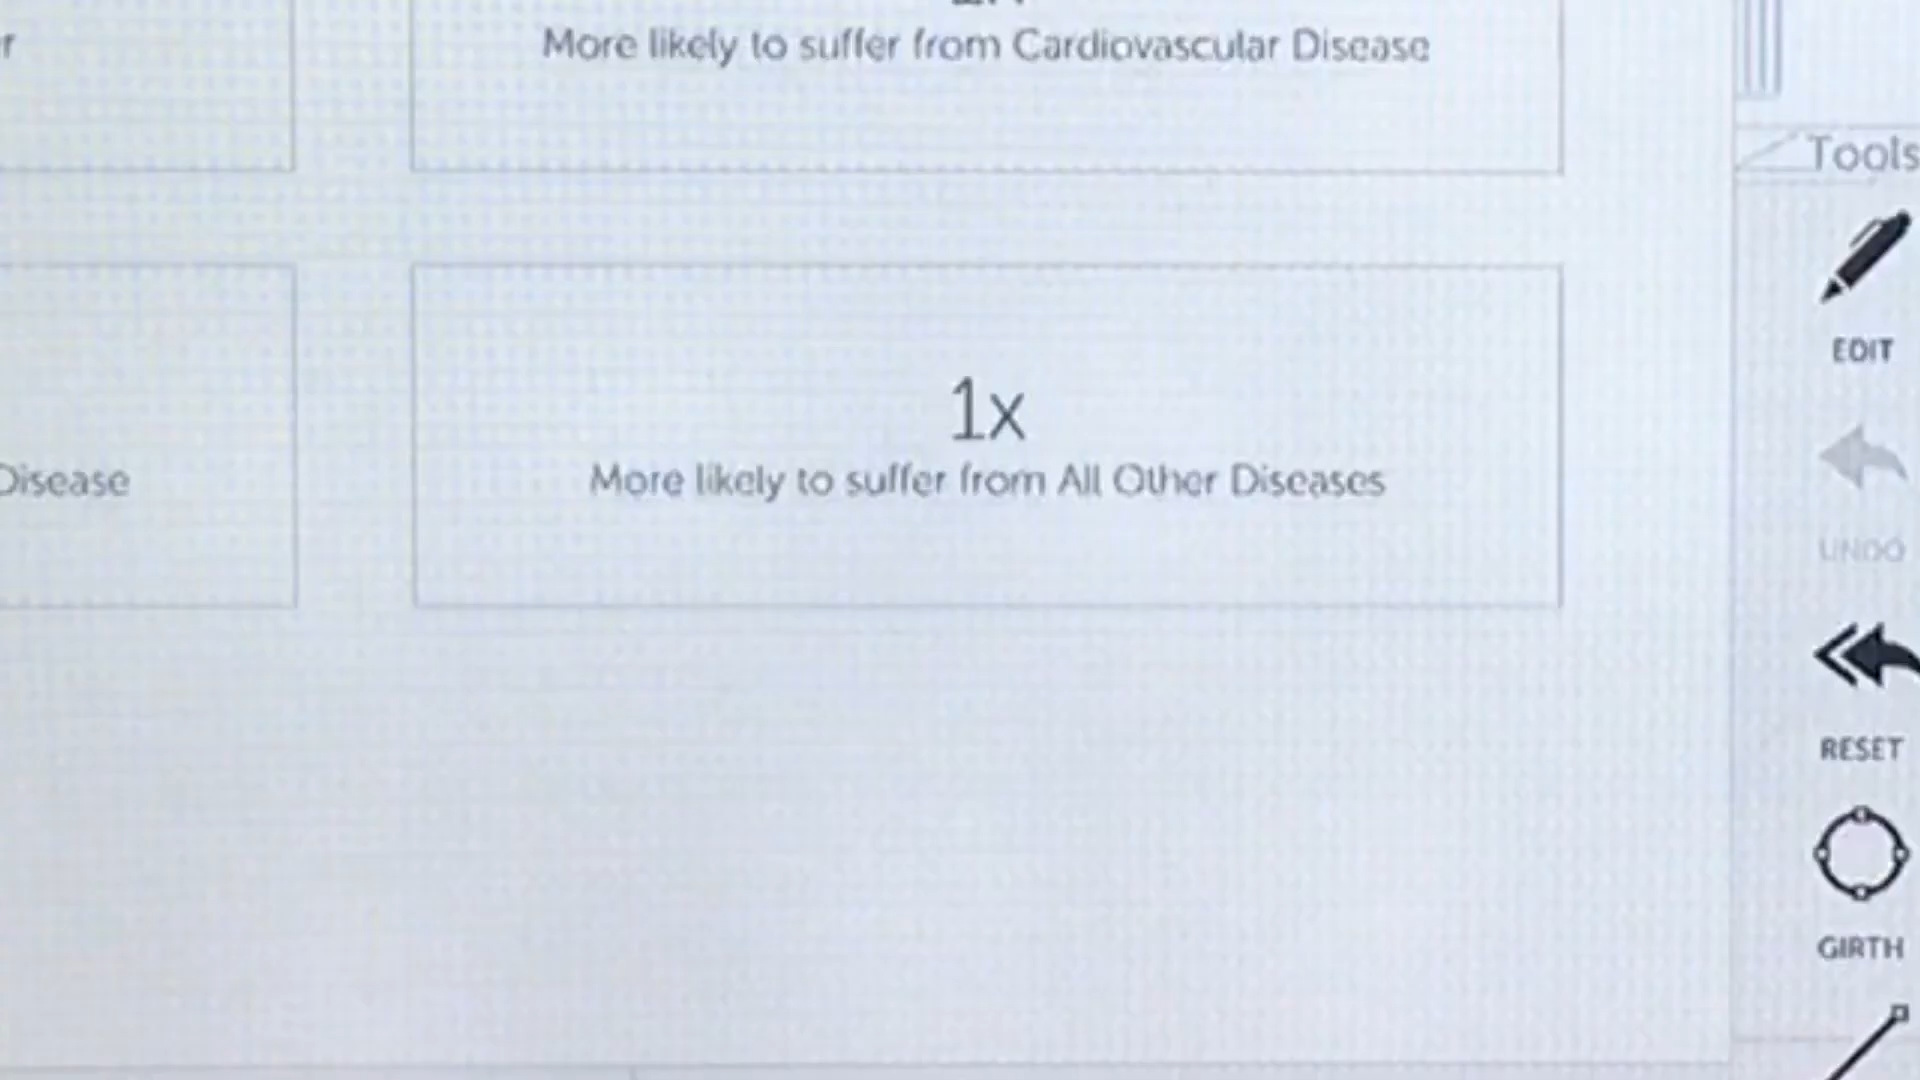 More likely to suffer from Cardiovascular Disease
Tools
EDIT
1x
Disease
More likely to suffer from All Other Diseases
UNDO
RESET
GIRTH